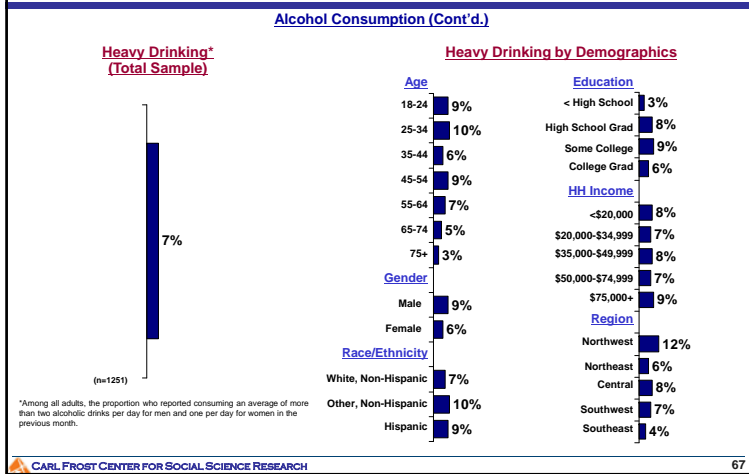 Alcohol Consumption (Cont'd.)
Heavy Drinking*
(Total Sample)
7%
(n=1251)
*Among all adults, the proportion who reported consuming an average of more
than two alcoholic drinks per day for men and one per day for women in the
previous month.
Heavy Drinking by Demographics
Age
18-24 9%
25-34 10%
35-44 6%
45-54 9%
55-64 7%
65-74 5%
75+ 3%
Gender
Male 9%
Female 6%
Race/Ethnicity
White, Non-Hispanic 7%
Other, Non-Hispanic 10%
Hispanic 9%
Education
< High School 3%
High School Grad 8%
Some College 9%
College Grad 6%
HH Income
<$20,000 8%
$20,000-$34,999 7%
$35,000-$49,999 8%
$50,000-$74,999 7%
$75,000+ 9%
Region
Northwest 12%
Northeast 6%
Central 8%
Southwest 7%
Southeast 4%
CARL FROST CENTER FOR SOCIAL SCIENCE RESEARCH
67